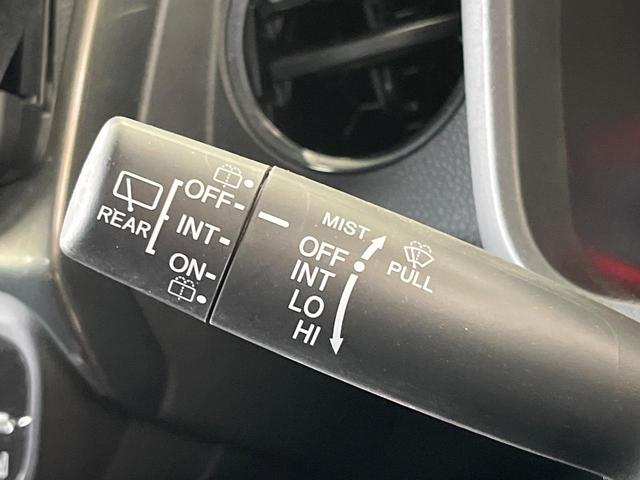 REAR
OFF
INT
ON
MIST
OFF
INT
LO
HI
PULL